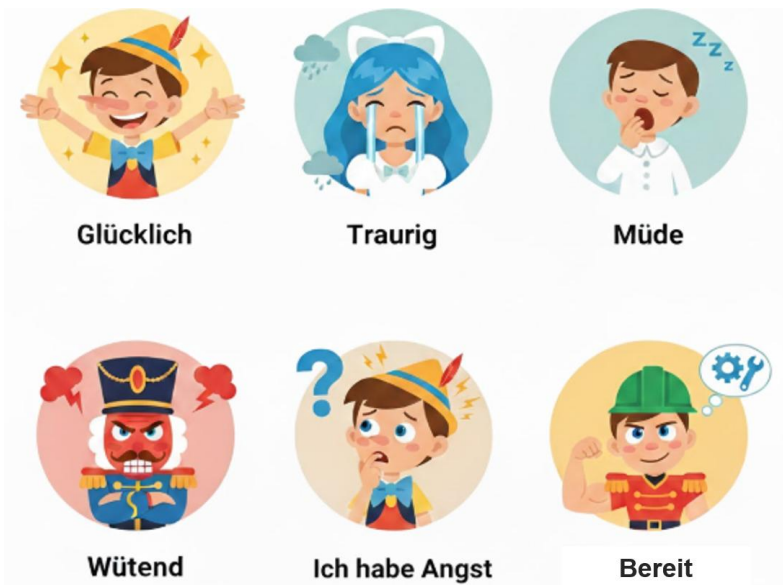 Glücklich
Traurig
Müde
Wütend
Ich habe Angst
Bereit
?
z z z